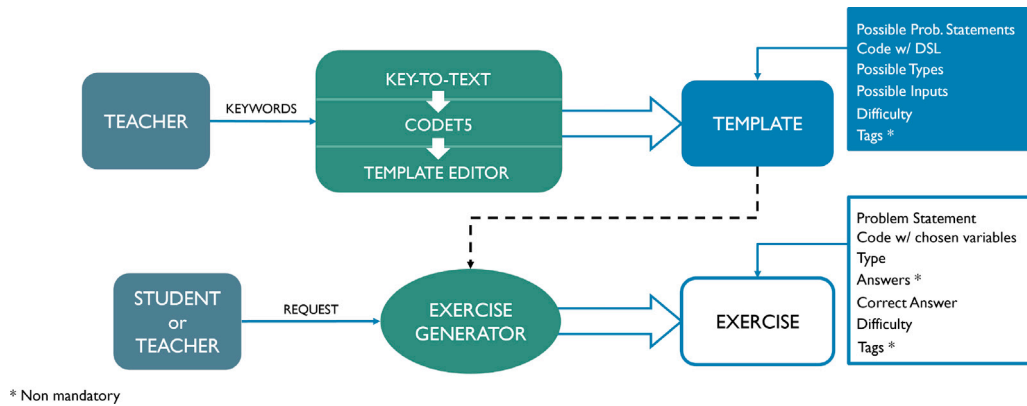 Possible Prob. Statements
Code w/ DSL
Possible Types
Possible Inputs
Difficulty
Tags *
KEY-TO-TEXT
TEACHER
KEYWORDS
CODET5
TEMPLATE
TEMPLATE EDITOR
Problem Statement
Code w/ chosen variables
Type
Answers *
Correct Answer
Difficulty
Tags *
STUDENT
or
TEACHER
REQUEST
EXERCISE
GENERATOR
EXERCISE
* Non mandatory